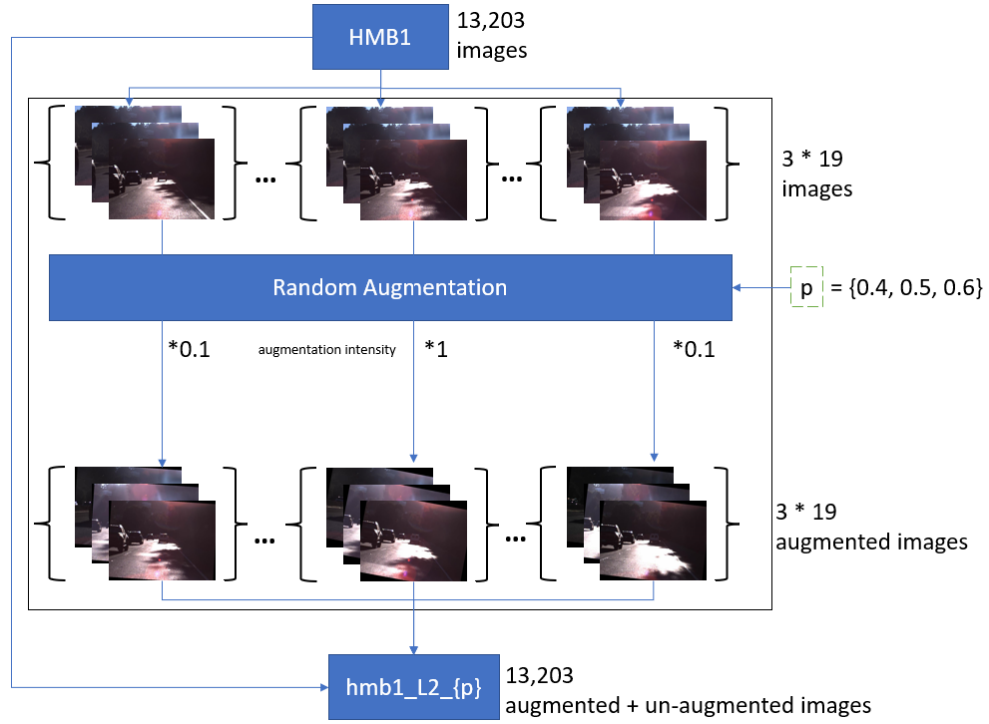 HMB1
13,203
images
...
...
3 * 19
images
Random Augmentation
p = {0.4, 0.5, 0.6}
*0.1
augmentation intensity
*1
*0.1
...
...
3 * 19
augmented images
hmb1_L2_{p}
13,203
augmented + un-augmented images